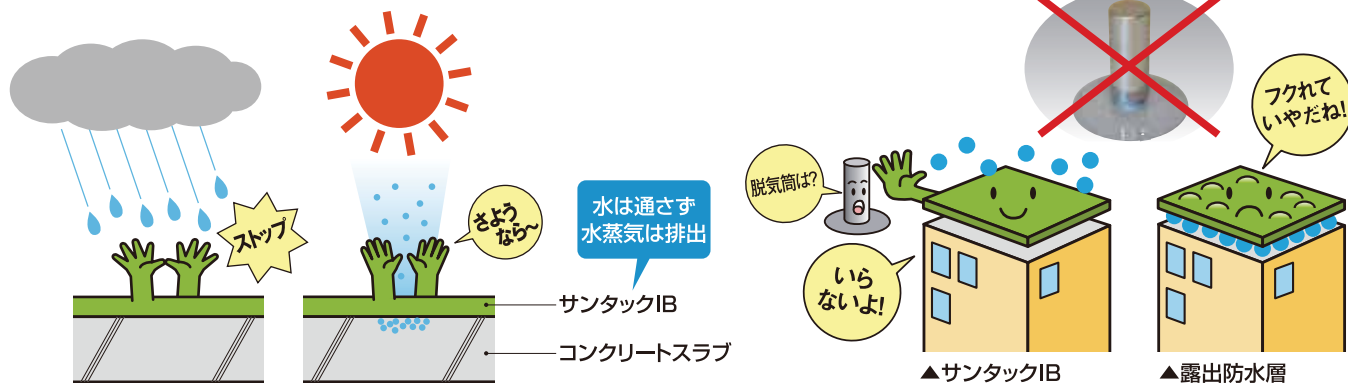 ストップ
さよう
なら〜
水は通さず
水蒸気は排出
サンタックIB
コンクリートスラブ
脱気筒は?
いら
ないよ!
▲サンタックIB
フクれて
いやだね!
▲露出防水層